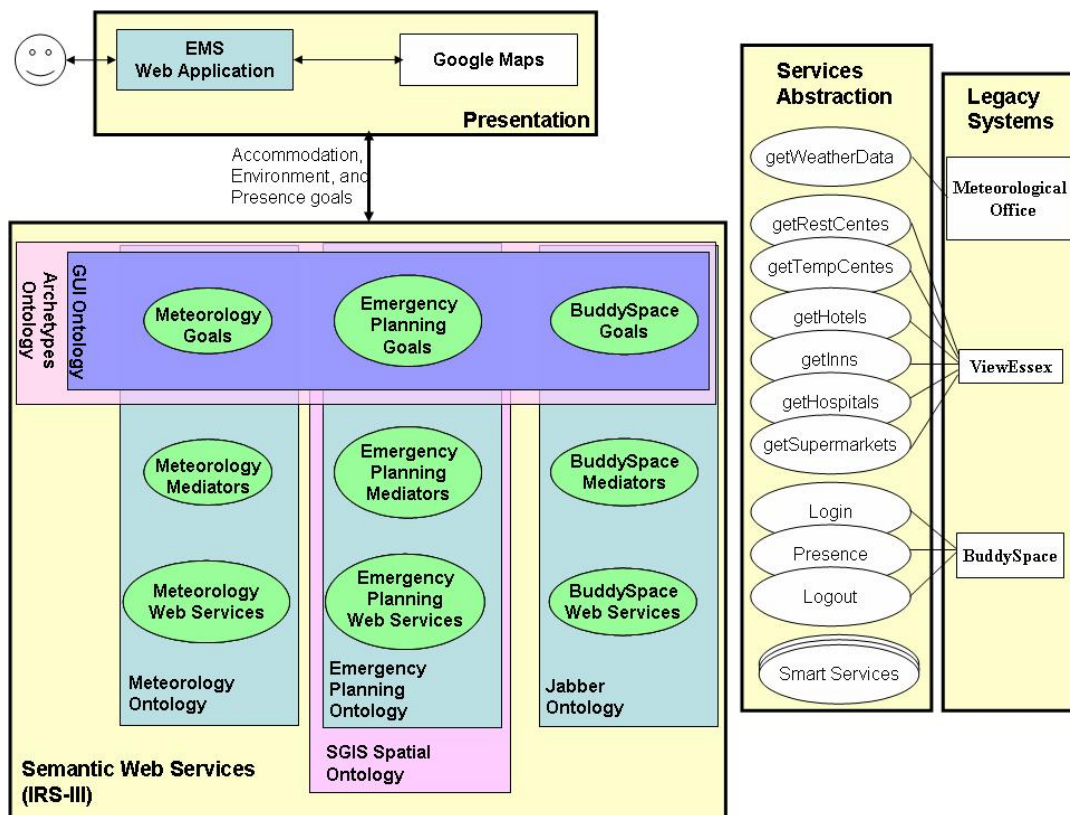 EMS
Web Application
Google Maps
Presentation
Accommodation,
Environment, and
Presence goals
Archetypes
Ontology
GUI Ontology
Meteorology
Goals
Emergency
Planning
Goals
BuddySpace
Goals
Meteorology
Mediators
Emergency
Planning
Mediators
BuddySpace
Mediators
Meteorology
Web Services
Emergency
Planning
Web Services
BuddySpace
Web Services
Meteorology
Ontology
Emergency
Planning
Ontology
Jabber
Ontology
SGIS Spatial
Ontology
Semantic Web Services
(IRS-III)
Services
Abstraction
getWeatherData
getRestCentes
getTempCentes
getHotels
getInns
getHospitals
getSupermarkets
Login
Presence
Logout
Smart Services
Legacy
Systems
Meteorological
Office
ViewEssex
BuddySpace